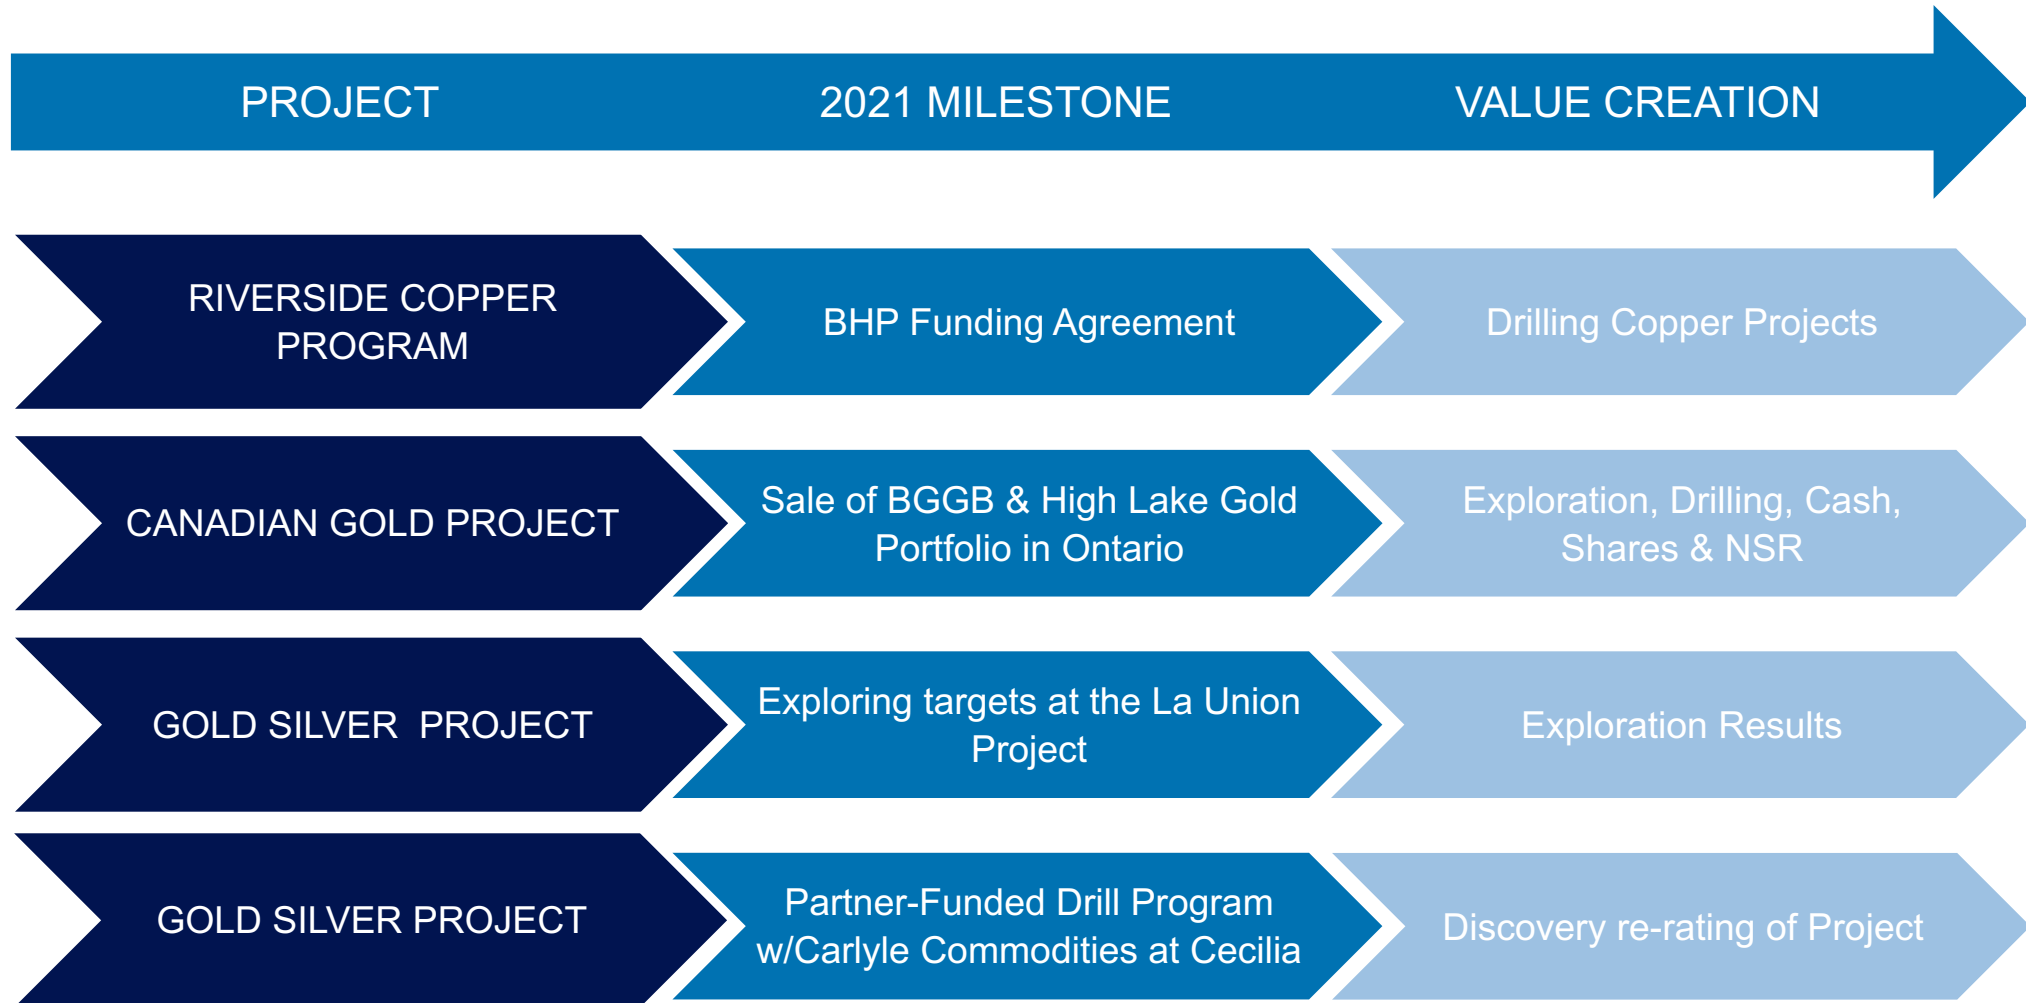 PROJECT
2021 MILESTONE
VALUE CREATION
RIVERSIDE COPPER
PROGRAM
BHP Funding Agreement
Drilling Copper Projects
CANADIAN GOLD PROJECT
Sale of BGGB & High Lake Gold
Portfolio in Ontario
Exploration, Drilling, Cash,
Shares & NSR
GOLD SILVER  PROJECT
Exploring targets at the La Union
Project
Exploration Results
GOLD SILVER PROJECT
Partner-Funded Drill Program
w/Carlyle Commodities at Cecilia
Discovery re-rating of Project